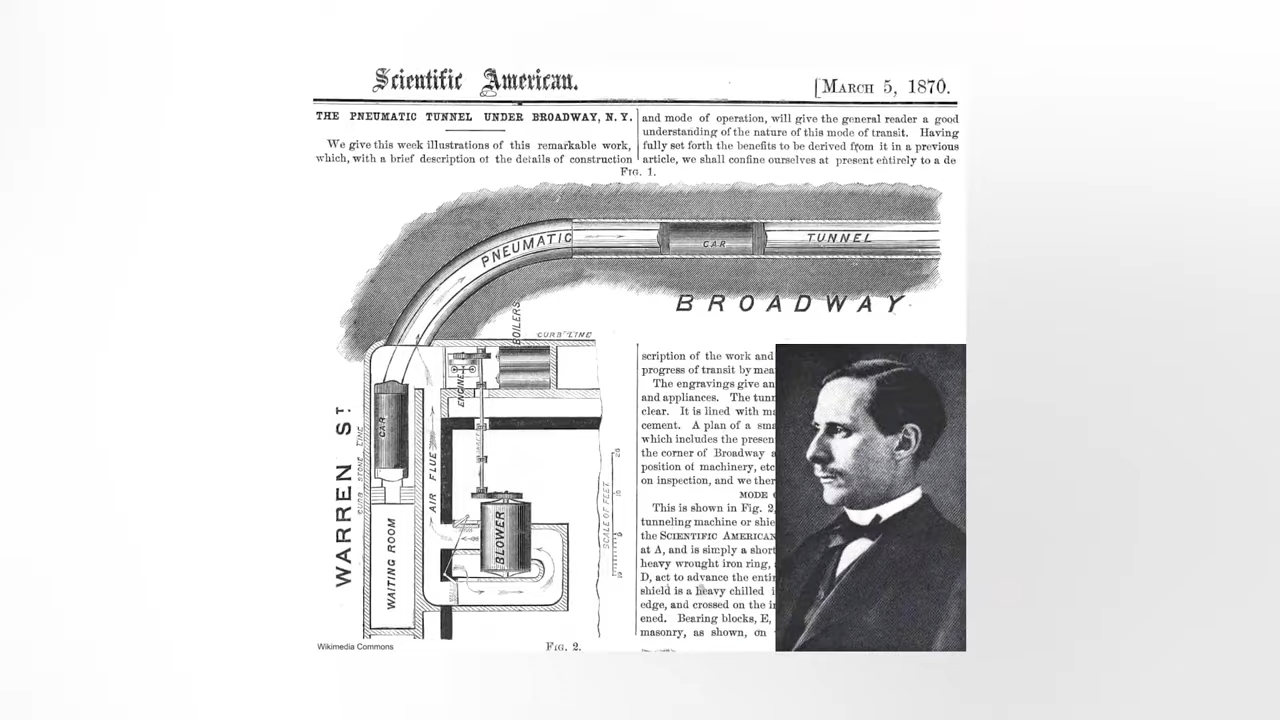 Scientific American.
[MARCH 5, 1870.
THE PNEUMATIC TUNNEL UNDER BROADWAY, N. Y.
We give this week illustrations of this remarkable work,
which, with a brief description of the details of construction
and mode of operation, will give the general reader a good
understanding of the nature of this mode of transit. Having
fully set forth the benefits to be derived from it in a previous
article, we shall confine ourselves at present entirely to a de
FIG. 1.
PNEUMATIC
CAR
TUNNEL
BROADWAY
BOILERS
CURB LINE
ENGINE
CAR
WARREN ST
CURB STONE LINE
AIR FLUE
BLOWER
WAITING ROOM
SCALE OF FEET
scription of the work and
progress of transit by mea
The engravings give an
and appliances. The tunn
clear. It is lined with ma
cement. A plan of a sma
which includes the presen
the corner of Broadway a
position of machinery, etc
on inspection, and we ther
MODE
This is shown in Fig. 2,
tunneling machine or shie
the SCIENTIFIC AMERICAN
at A, and is simply a short
heavy wrought iron ring,
D, act to advance the enti
shield is a heavy chilled i
edge, and crossed on the in
ened. Bearing blocks, E,
masonry, as shown, on
Wikimedia Commons
FIG. 2.